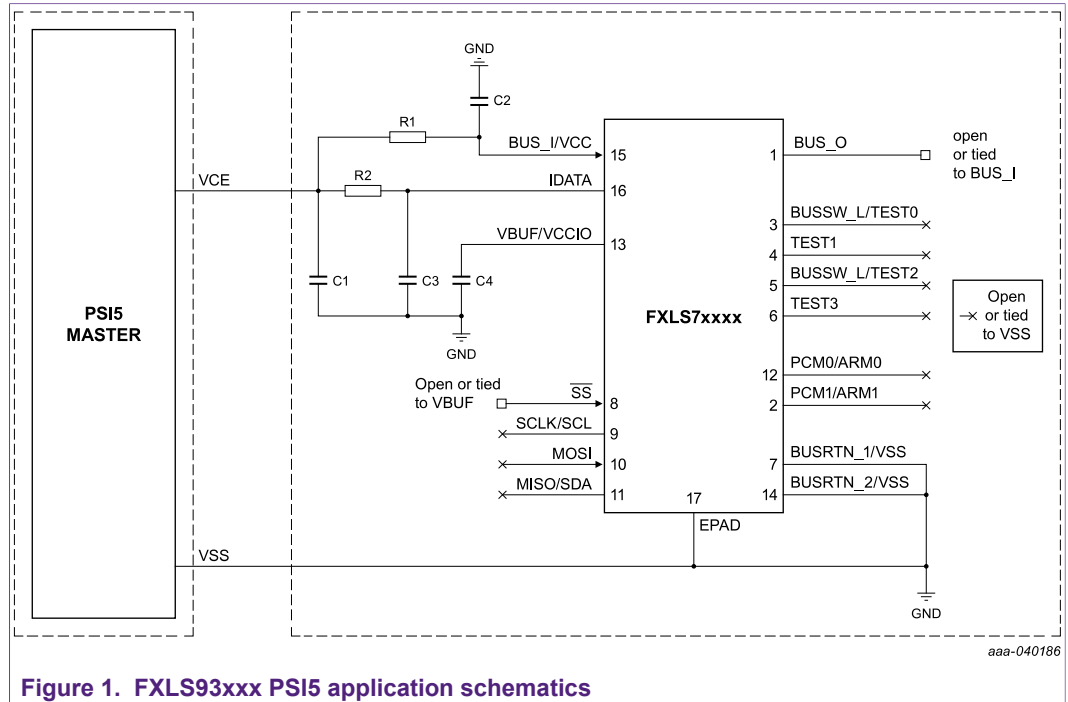 GND
C2
R1
BUS_I/VCC
15
1
BUS_O
open
or tied
to BUS_I
VCE
R2
IDATA
16
3
BUSSW_L/TEST0
VBUF/VCCIO
13
4
TEST1
C1
C3
C4
5
BUSSW_L/TEST2
PSI5
MASTER
FXLS7xxxx
6
TEST3
Open
or tied
to VSS
GND
12
PCM0/ARM0
Open or tied
to VBUF
SS
8
2
PCM1/ARM1
SCLK/SCL
9
MOSI
10
7
BUSRTN_1/VSS
MISO/SDA
11
14
BUSRTN_2/VSS
17
EPAD
VSS
GND
aaa-040186
Figure 1. FXLS93xxx PSI5 application schematics